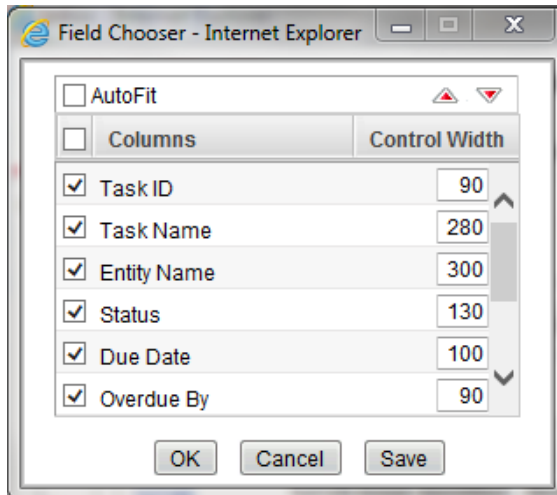 Field Chooser - Internet Explorer
AutoFit
Columns Control Width
Task ID 90
Task Name 280
Entity Name 300
Status 130
Due Date 100
Overdue By 90
OK Cancel Save